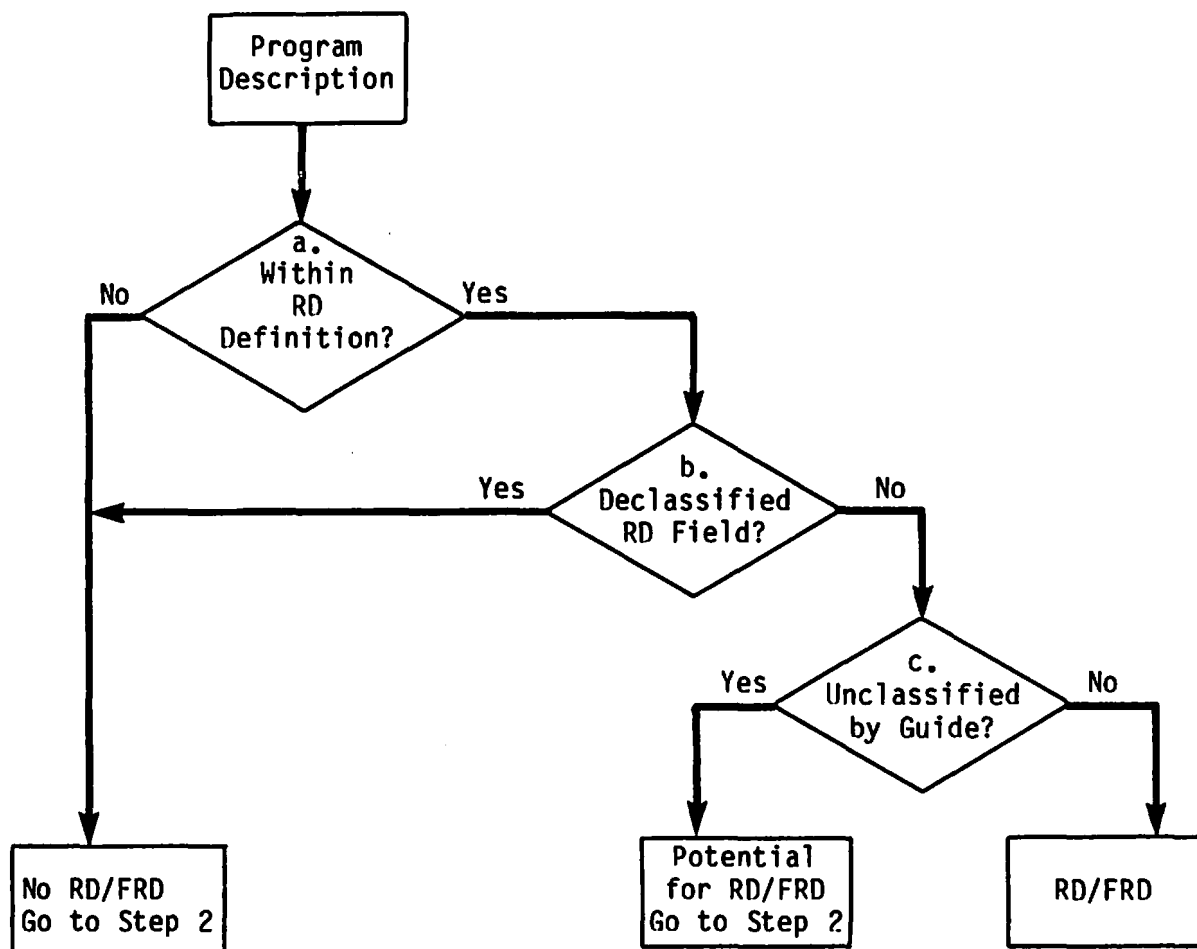 Program
Description
a.
Within
RD
Definition?
No
Yes
b.
Declassified
RD Field?
Yes
No
c.
Unclassified
by Guide?
Yes
No
No RD/FRD
Go to Step 2
Potential
for RD/FRD
Go to Step 2
RD/FRD